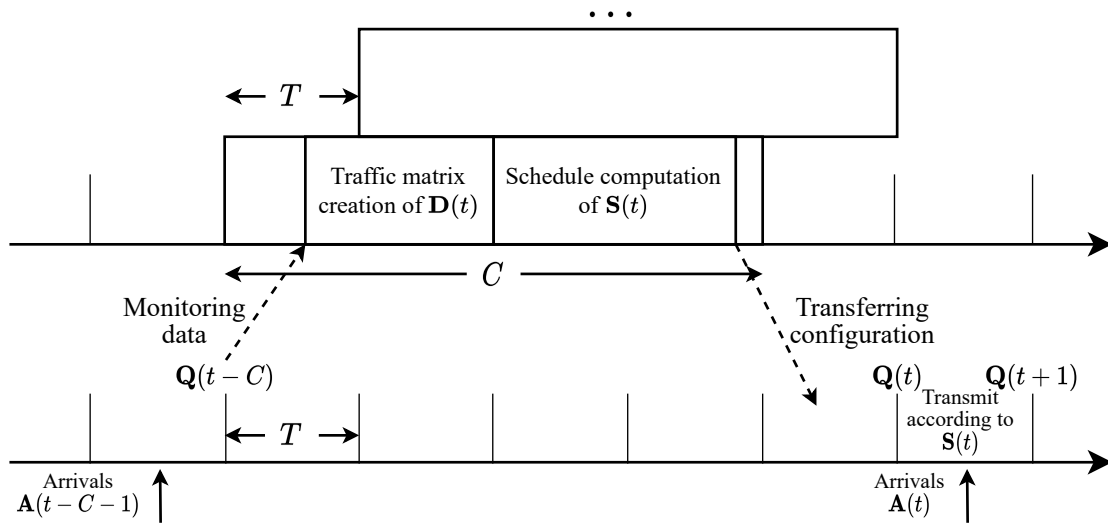 ...
T
Traffic matrix
creation of D(t)
Schedule computation
of S(t)
C
Monitoring
data
Transferring
configuration
Q(t − C)
Q(t)
Q(t + 1)
T
Transmit
according to
S(t)
Arrivals
A(t − C − 1)
Arrivals
A(t)